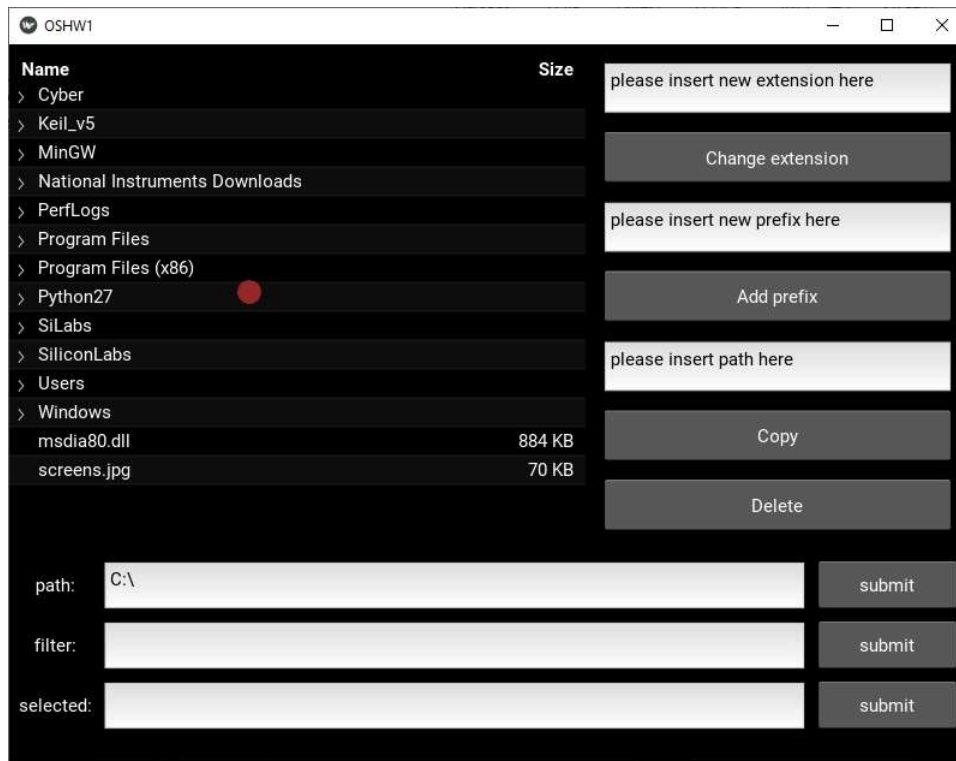 OSHW1
Name Size
Cyber
Keil_v5
MinGW
National Instruments Downloads
PerfLogs
Program Files
Program Files (x86)
Python27
SiLabs
SiliconLabs
Users
Windows
msdia80.dll 884 KB
screens.jpg 70 KB
please insert new extension here
Change extension
please insert new prefix here
Add prefix
please insert path here
Copy
Delete
path: C:\ submit
filter: submit
selected: submit